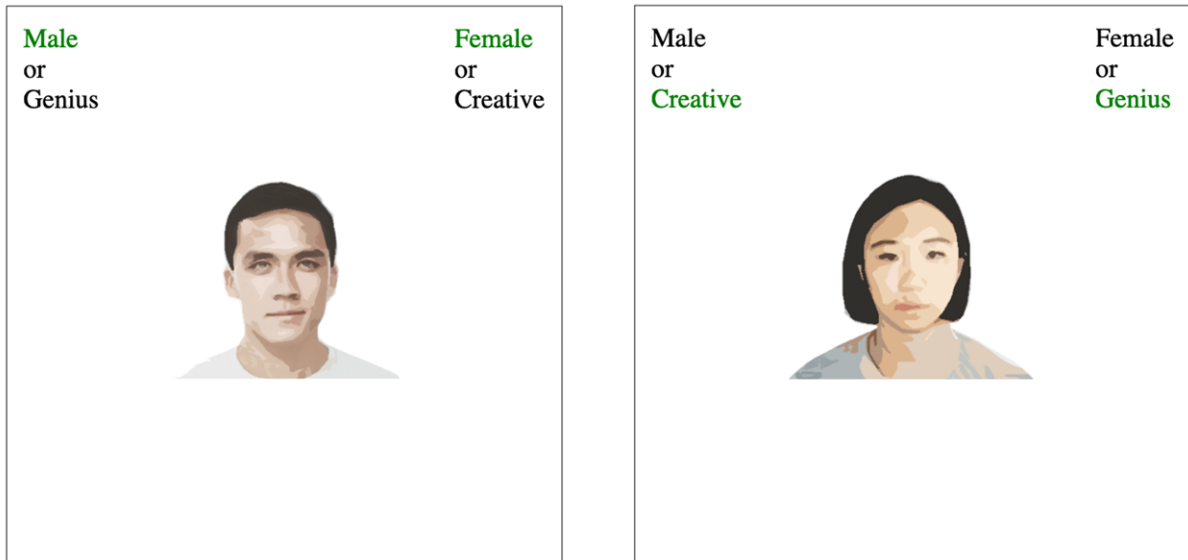 Male
or
Genius
Female
or
Creative
Male
or
Creative
Female
or
Genius